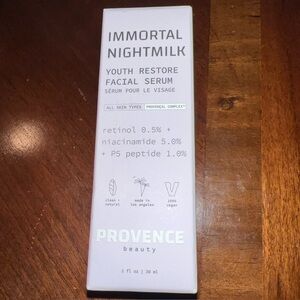 IMMORTAL
NIGHTMILK
YOUTH RESTORE
FACIAL SERUM
SÉRUM POUR LE VISAGE
ALL SKIN TYPES PROVENÇAL COMPLEX®
retinol 0.5% +
niacinamide 5.0%
+ P5 peptide 1.0%
clean + made in 100%
natural los angeles vegan
PROVENCE
beauty
1 fl oz | 30 ml